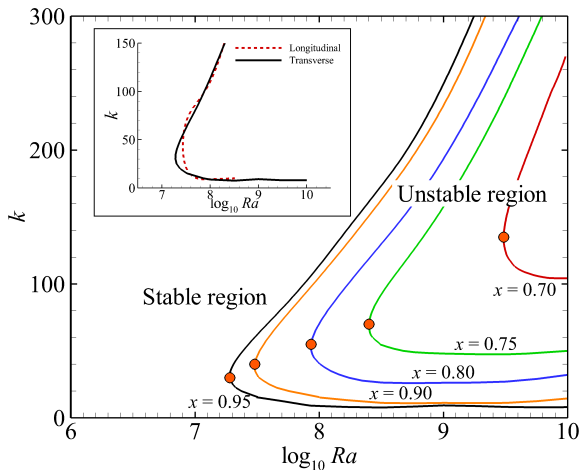 300
200
100
0
k
6
7
8
9
10
log₁₀ Ra
Stable region
Unstable region
x = 0.70
x = 0.75
x = 0.80
x = 0.90
x = 0.95
150
100
50
0
k
7
8
9
10
log₁₀ Ra
Longitudinal
Transverse